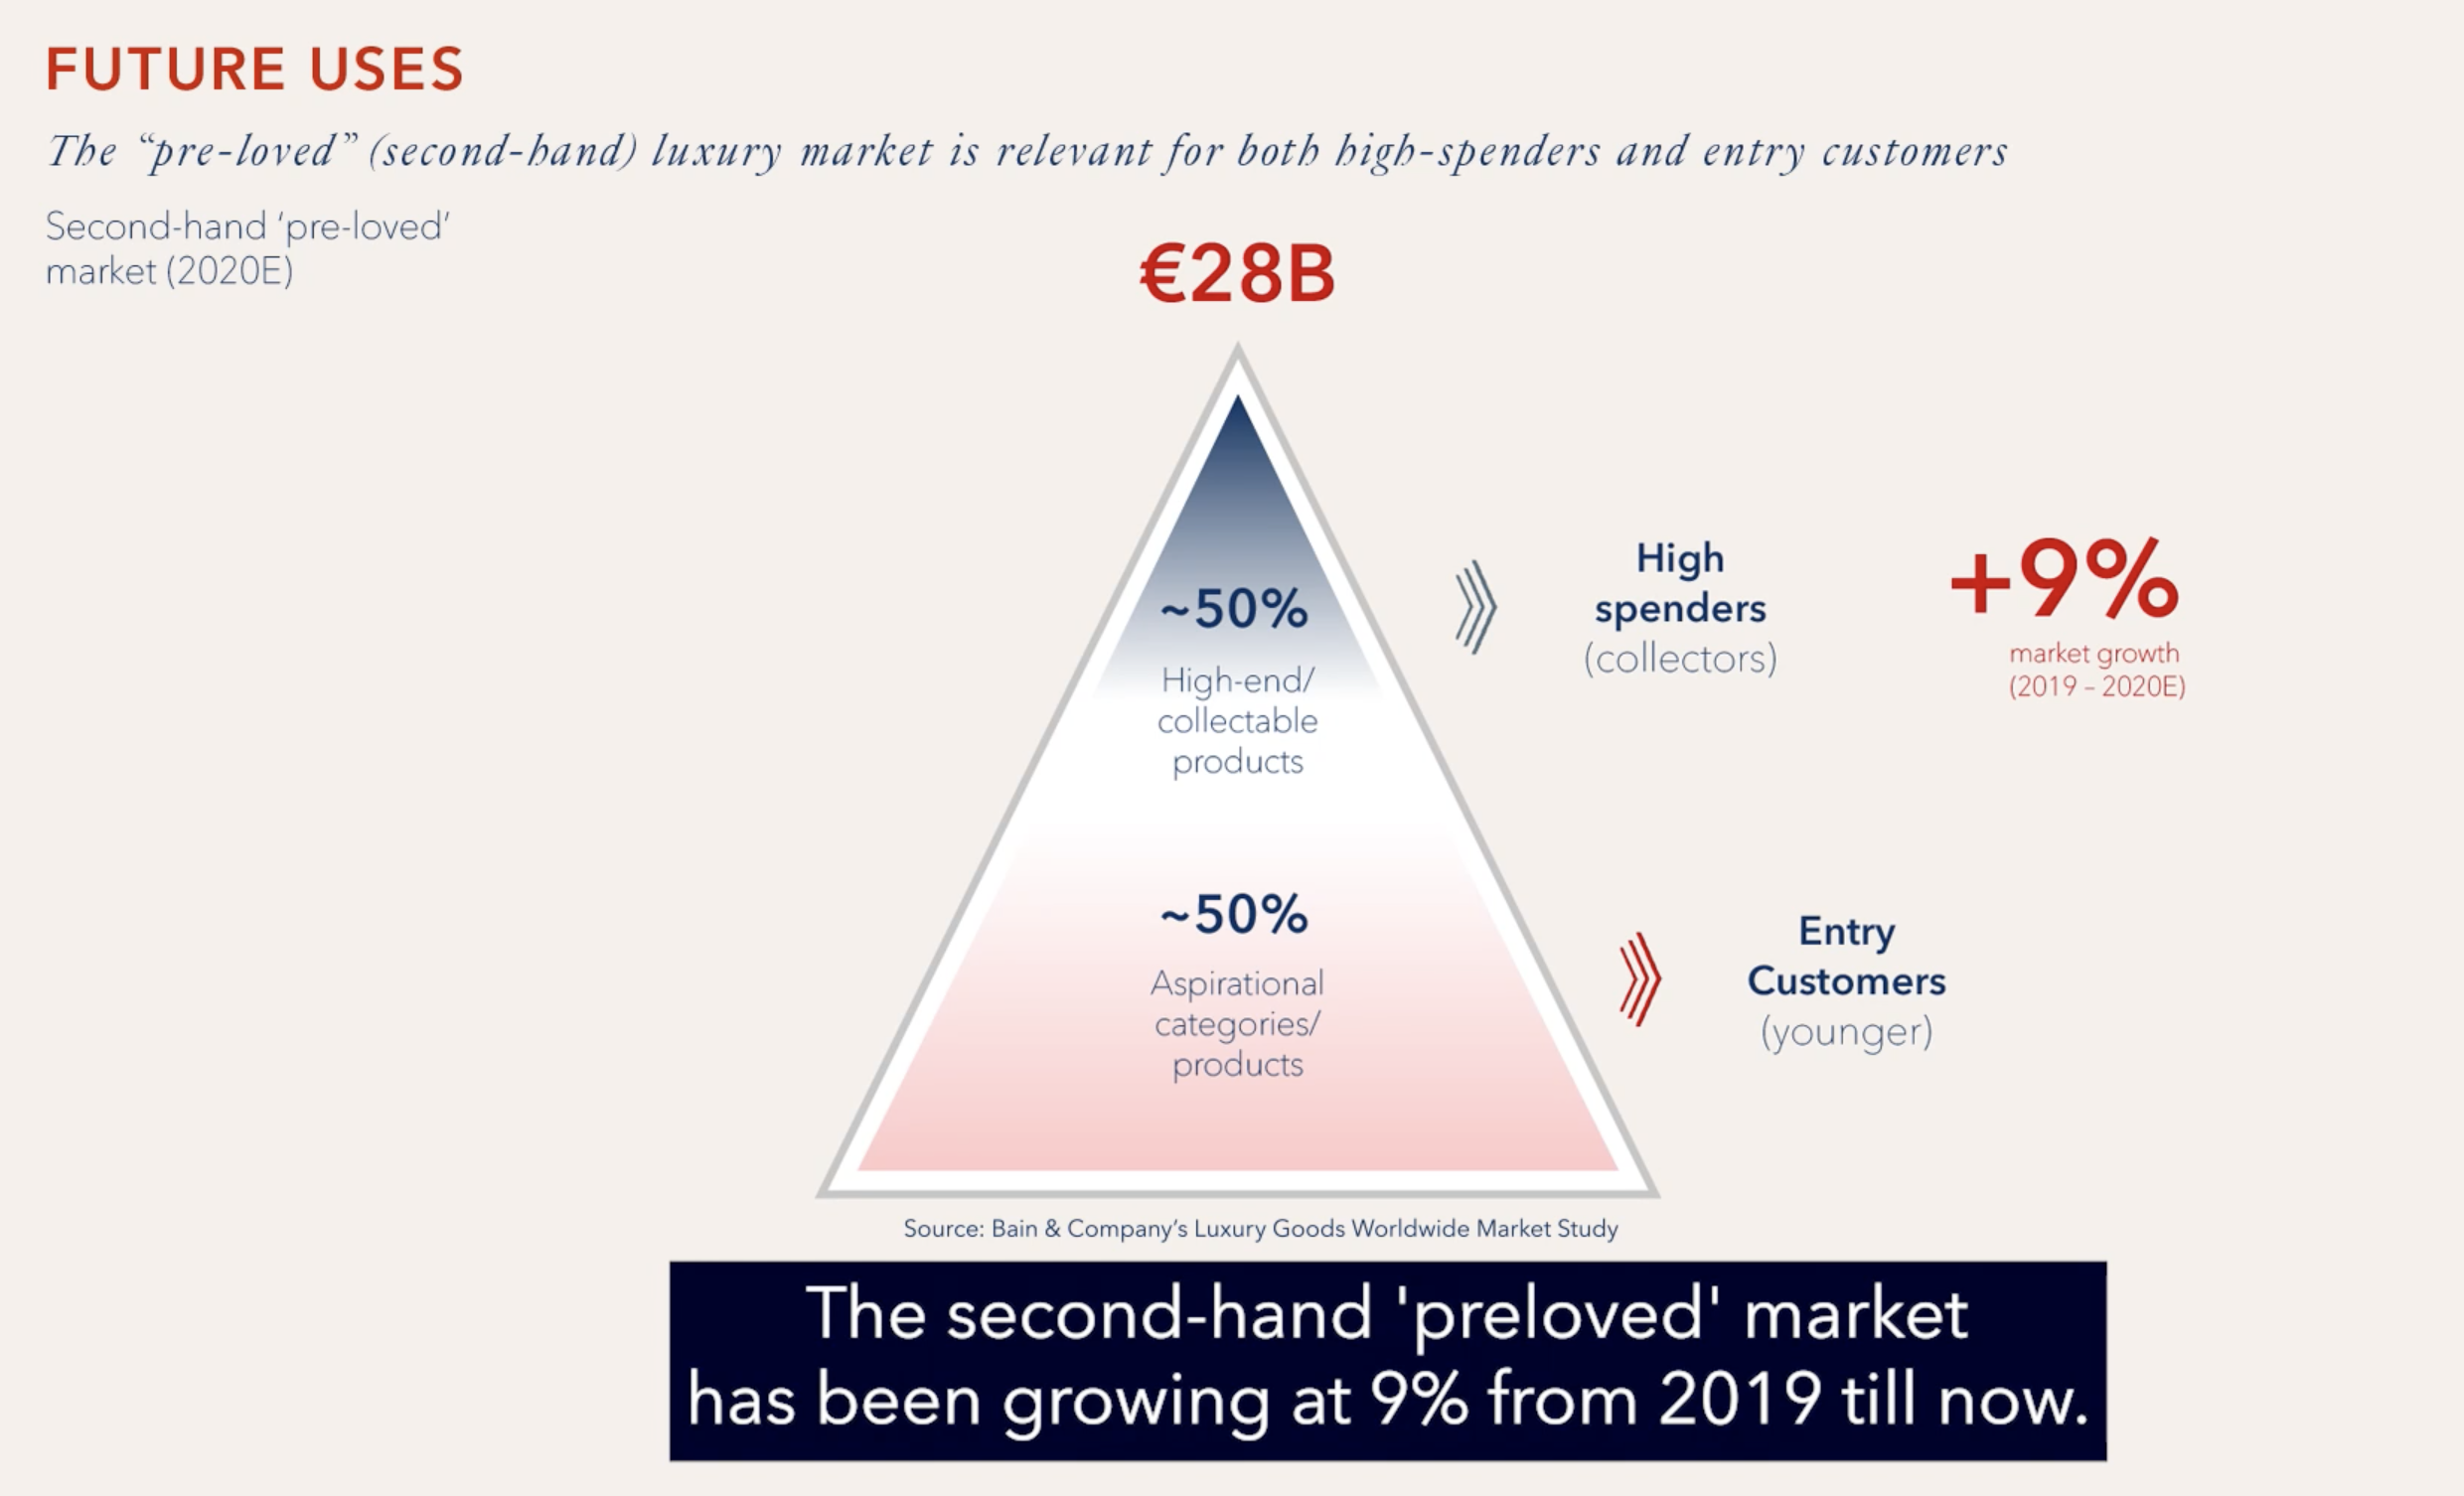 FUTURE USES
The “pre-loved” (second-hand) luxury market is relevant for both high-spenders and entry customers
Second-hand ‘pre-loved’
market (2020E)
€28B
~50%
High-end/
collectable
products
High
spenders
(collectors)
+9%
market growth
(2019 – 2020E)
~50%
Aspirational
categories/
products
Entry
Customers
(younger)
Source: Bain & Company’s Luxury Goods Worldwide Market Study
The second-hand 'preloved' market
has been growing at 9% from 2019 till now.